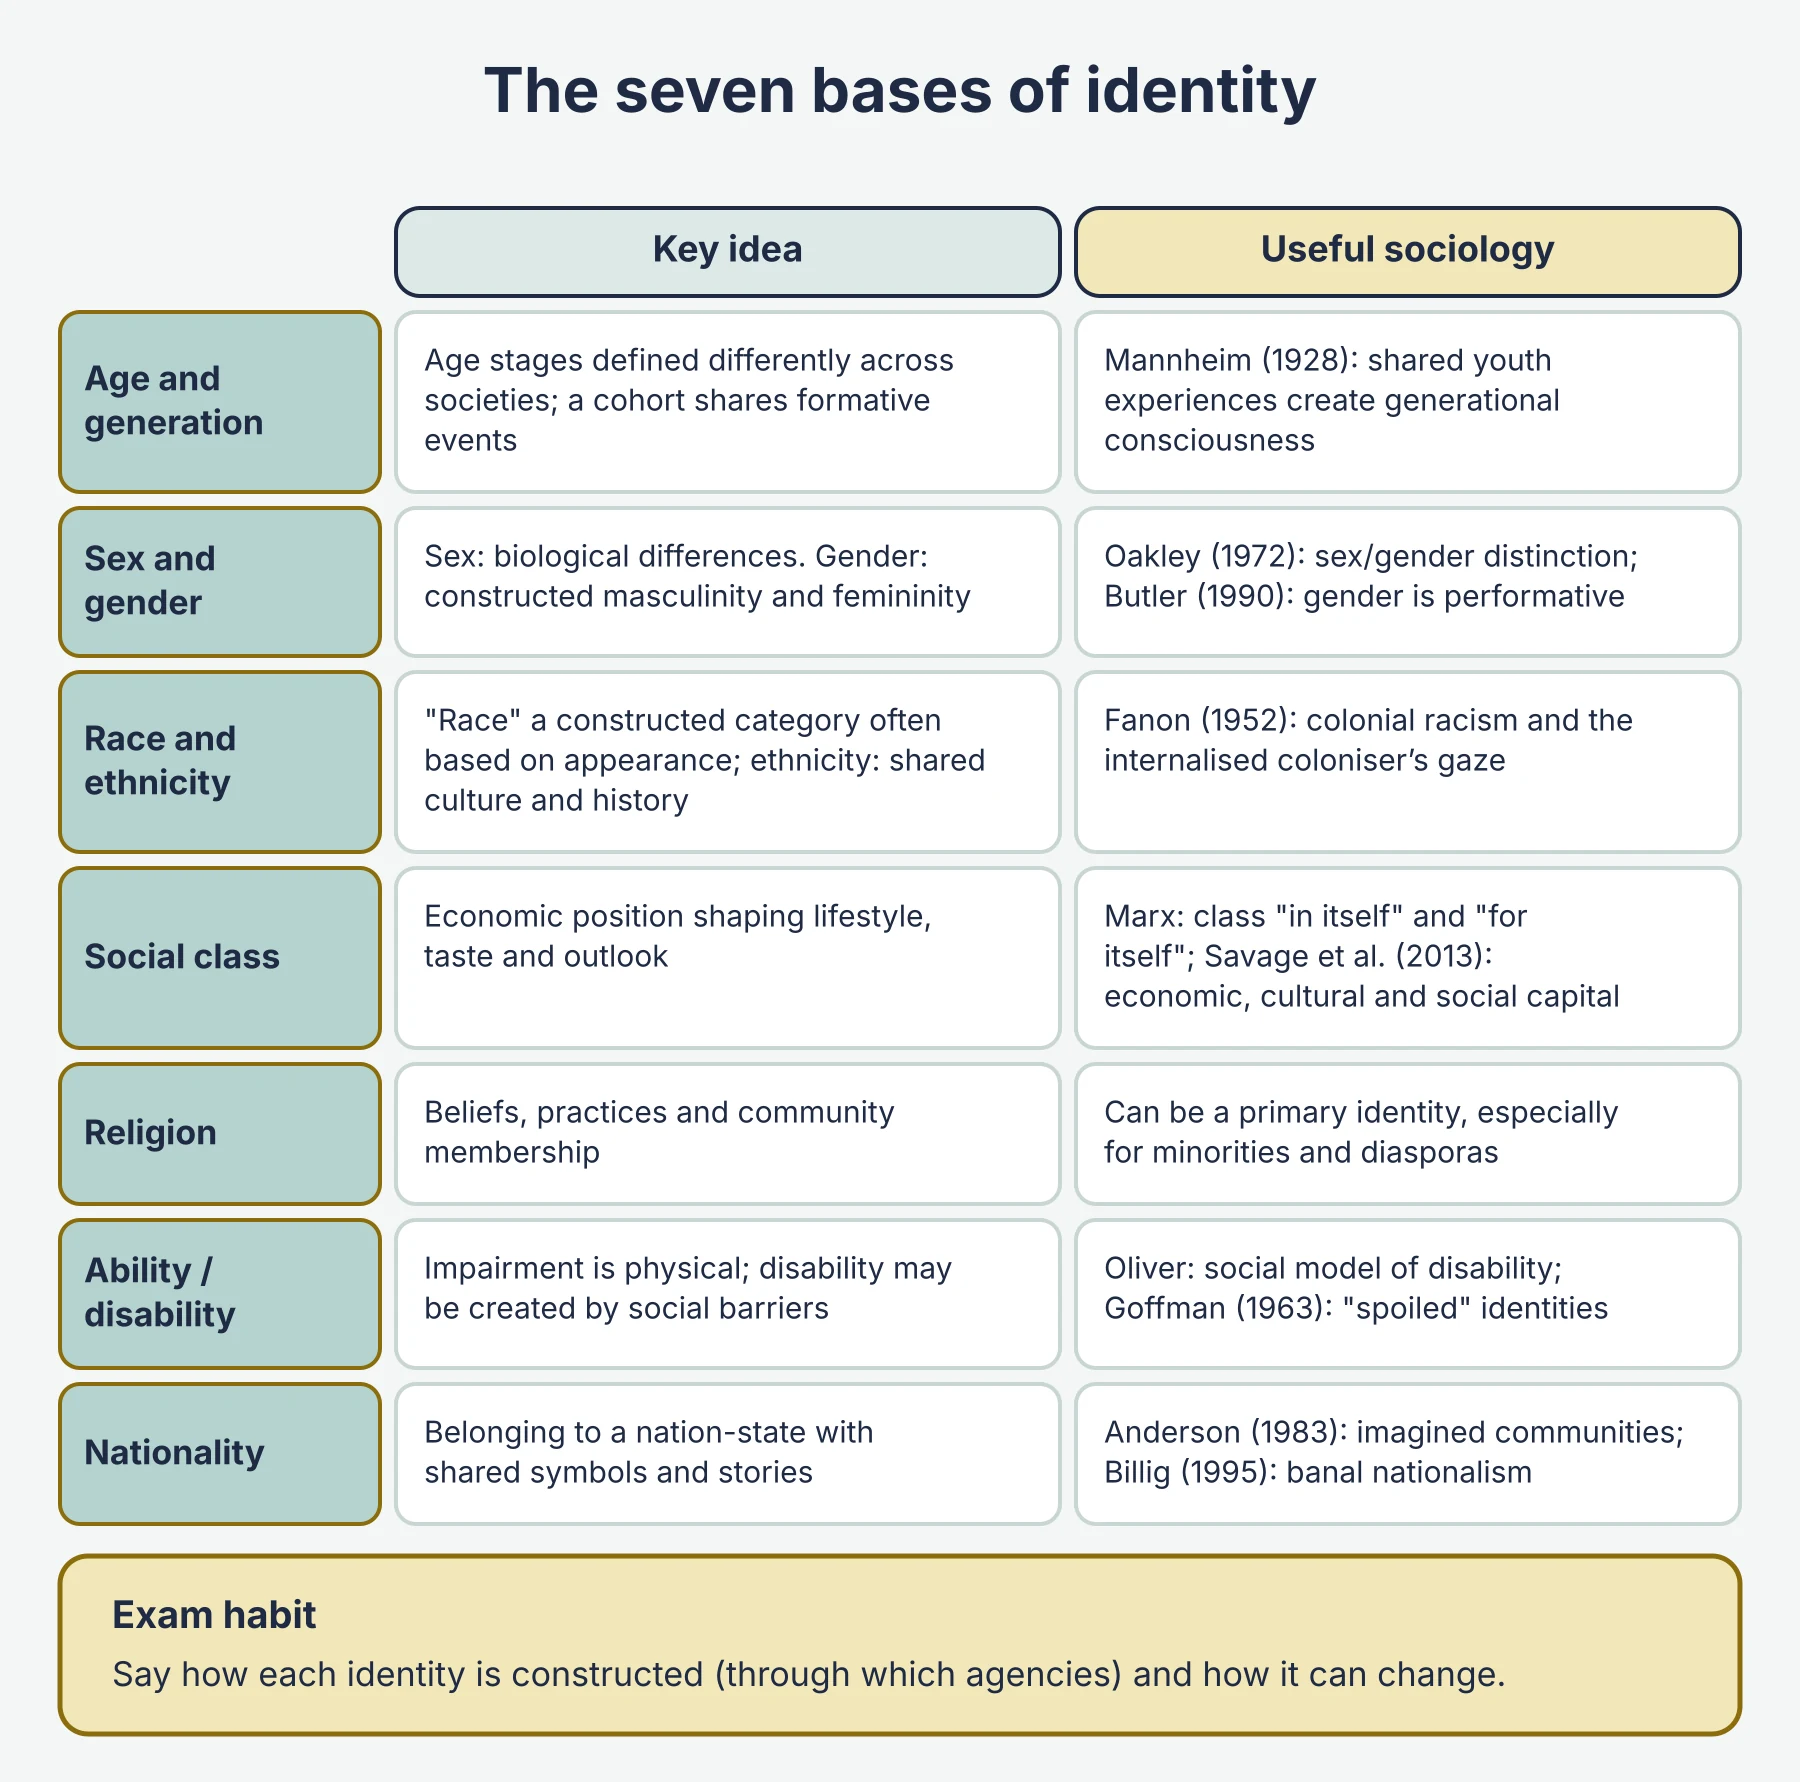 The seven bases of identity
Key idea
Useful sociology
Age and
generation
Age stages defined differently across
societies; a cohort shares formative
events
Mannheim (1928): shared youth
experiences create generational
consciousness
Sex and
gender
Sex: biological differences. Gender:
constructed masculinity and femininity
Oakley (1972): sex/gender distinction;
Butler (1990): gender is performative
Race and
ethnicity
"Race" a constructed category often
based on appearance; ethnicity: shared
culture and history
Fanon (1952): colonial racism and the
internalised coloniser’s gaze
Social class
Economic position shaping lifestyle,
taste and outlook
Marx: class "in itself" and "for
itself"; Savage et al. (2013):
economic, cultural and social capital
Religion
Beliefs, practices and community
membership
Can be a primary identity, especially
for minorities and diasporas
Ability /
disability
Impairment is physical; disability may
be created by social barriers
Oliver: social model of disability;
Goffman (1963): "spoiled" identities
Nationality
Belonging to a nation-state with
shared symbols and stories
Anderson (1983): imagined communities;
Billig (1995): banal nationalism
Exam habit
Say how each identity is constructed (through which agencies) and how it can change.